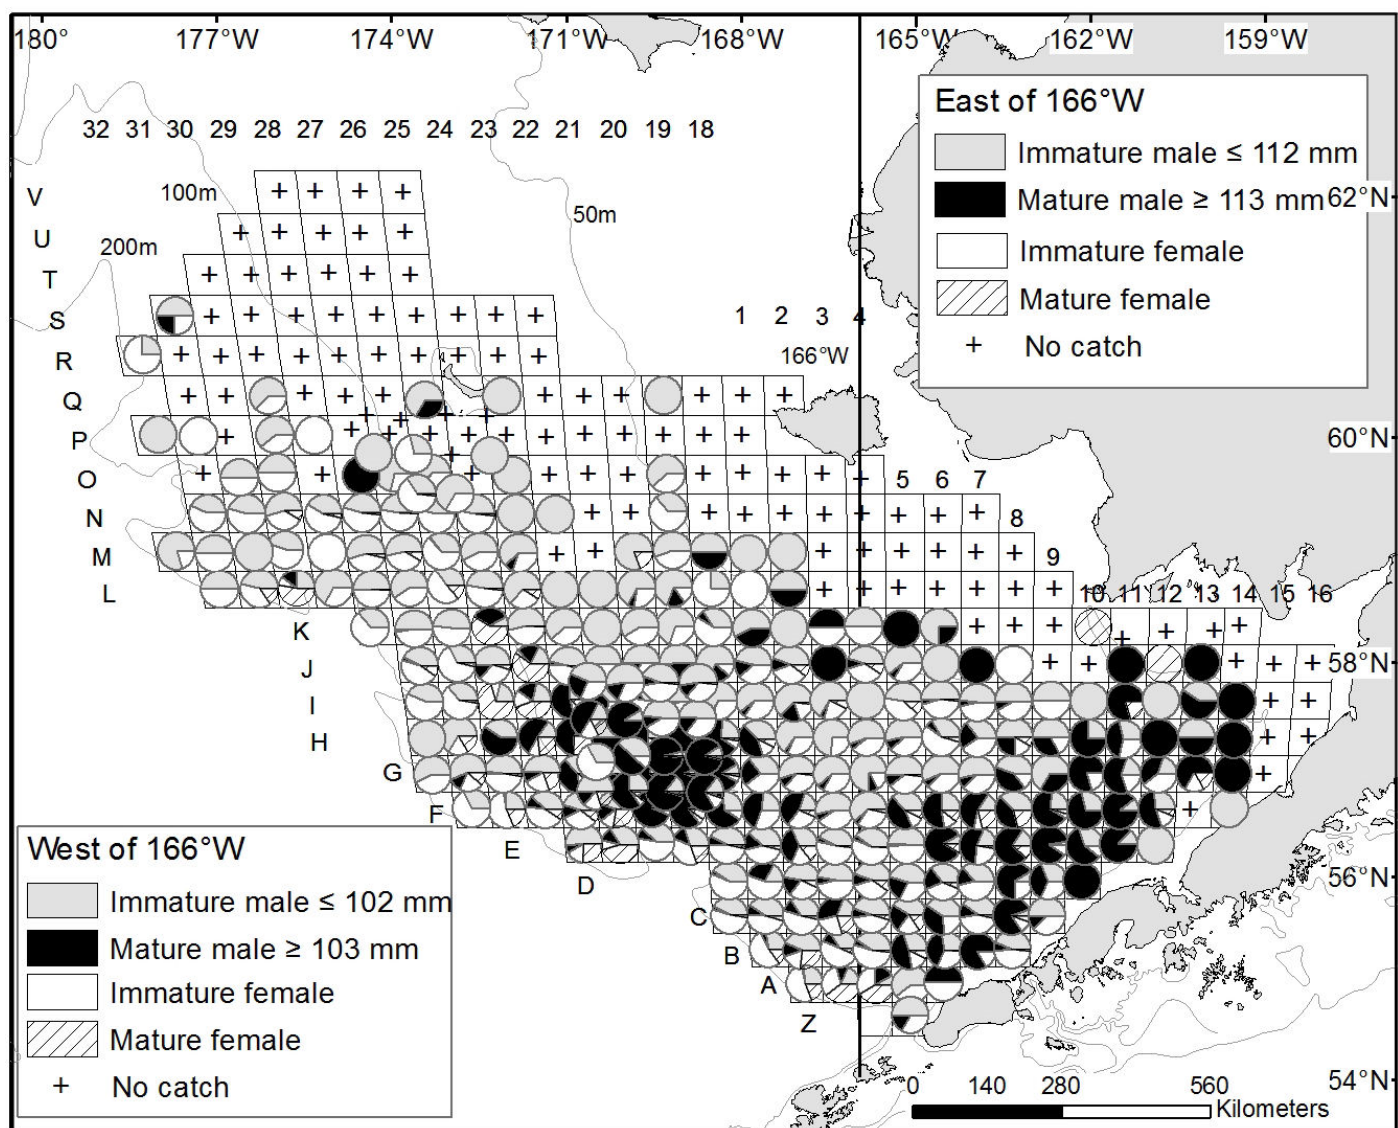 180° 177°W 174°W 171°W 168°W 165°W 162°W 159°W
East of 166°W
Immature male ≤ 112 mm
Mature male ≥ 113 mm
Immature female
Mature female
+ No catch
32 31 30 29 28 27 26 25 24 23 22 21 20 19 18
V
100m
62°N
50m
U
200m
T
S
1 2 3 4
R
166°W
Q
P
60°N
O
5 6 7
N
8
M
9
L
10 11 12 13 14 15 16
K
J
58°N
I
H
G
F
E
D
56°N
C
B
A
Z
West of 166°W
Immature male ≤ 102 mm
Mature male ≥ 103 mm
Immature female
Mature female
+ No catch
54°N
0 140 280 560
Kilometers